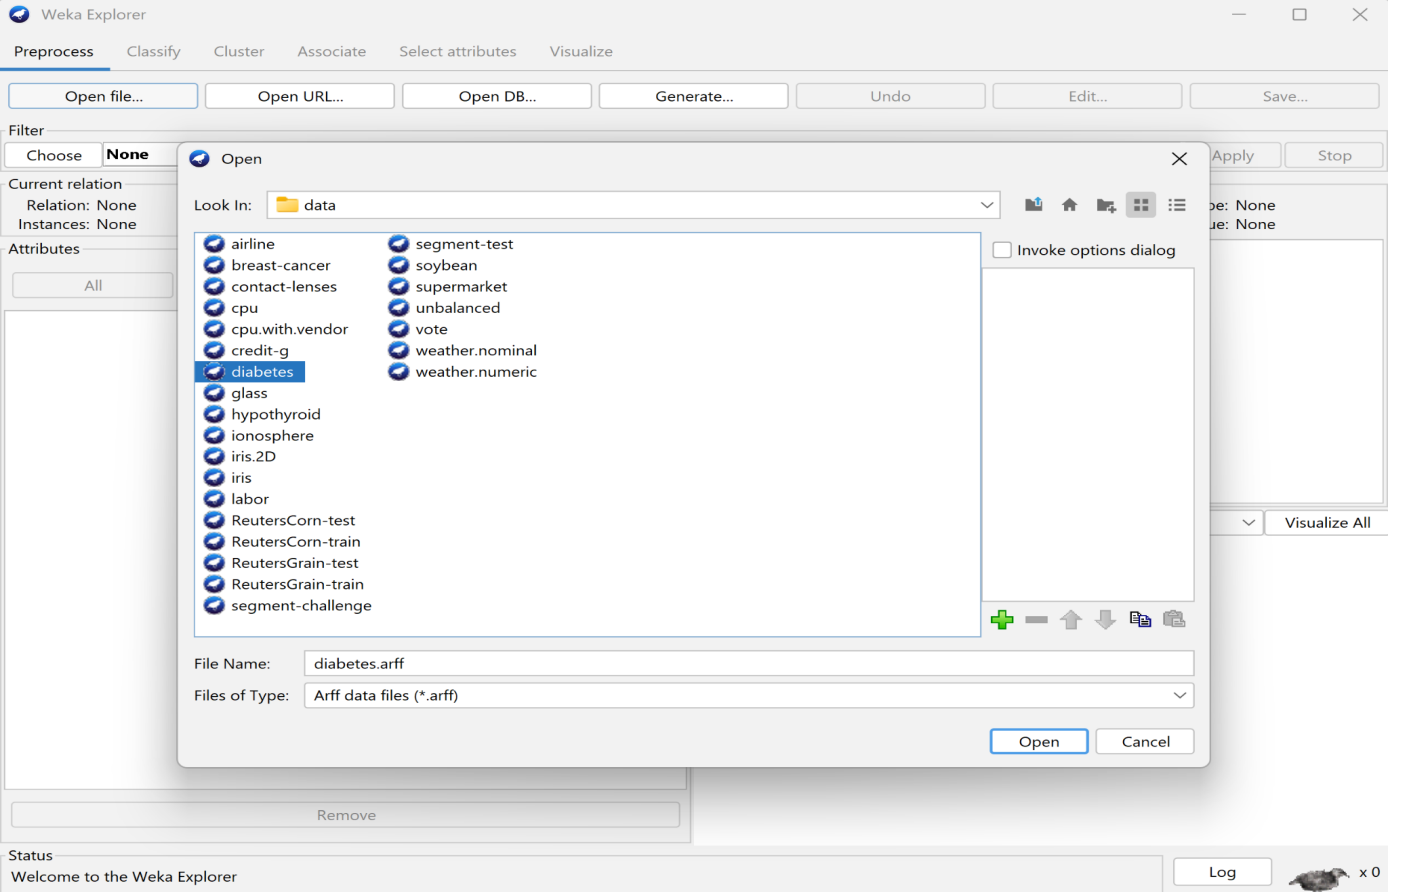 Weka Explorer
Preprocess Classify Cluster Associate Select attributes Visualize
Open file... Open URL... Open DB... Generate... Undo Edit... Save...
Filter
Choose None Apply Stop
Open
Current relation
Relation: None
Instances: None
None
None
Attributes
All
Look In: data
airline
breast-cancer
contact-lenses
cpu
cpu.with.vendor
credit-g
diabetes
glass
hypothyroid
ionosphere
iris.2D
iris
labor
ReutersCorn-test
ReutersCorn-train
ReutersGrain-test
ReutersGrain-train
segment-challenge
segment-test
soybean
supermarket
unbalanced
vote
weather.nominal
weather.numeric
Invoke options dialog
File Name: diabetes.arff
Files of Type: Arff data files (*.arff)
Open Cancel
Visualize All
Remove
Status
Welcome to the Weka Explorer
Log x 0